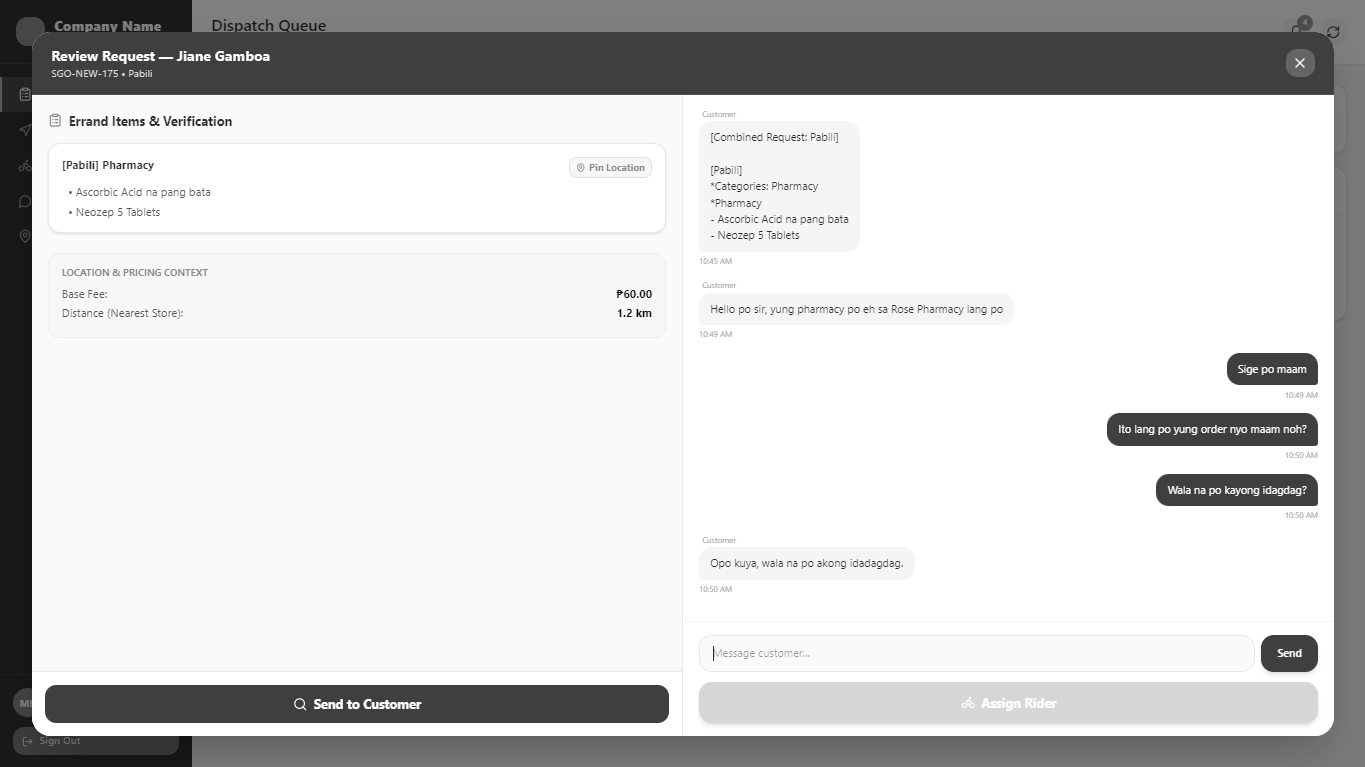 Company Name
Dispatch Queue
4
Review Request — Jiane Gamboa
SGO-NEW-175 • Pabili
Errand Items & Verification
[Pabili] Pharmacy
Pin Location
• Ascorbic Acid na pang bata
• Neozep 5 Tablets
LOCATION & PRICING CONTEXT
Base Fee:
₱60.00
Distance (Nearest Store):
1.2 km
Send to Customer
Customer
[Combined Request: Pabili]
[Pabili]
*Categories: Pharmacy
*Pharmacy
- Ascorbic Acid na pang bata
- Neozep 5 Tablets
10:45 AM
Customer
Hello po sir, yung pharmacy po eh sa Rose Pharmacy lang po
10:49 AM
Sige po maam
10:49 AM
Ito lang po yung order nyo maam noh?
10:50 AM
Wala na po kayong idagdag?
10:50 AM
Customer
Opo kuya, wala na po akong idadagdag.
10:50 AM
Message customer...
Send
Assign Rider
Sign Out